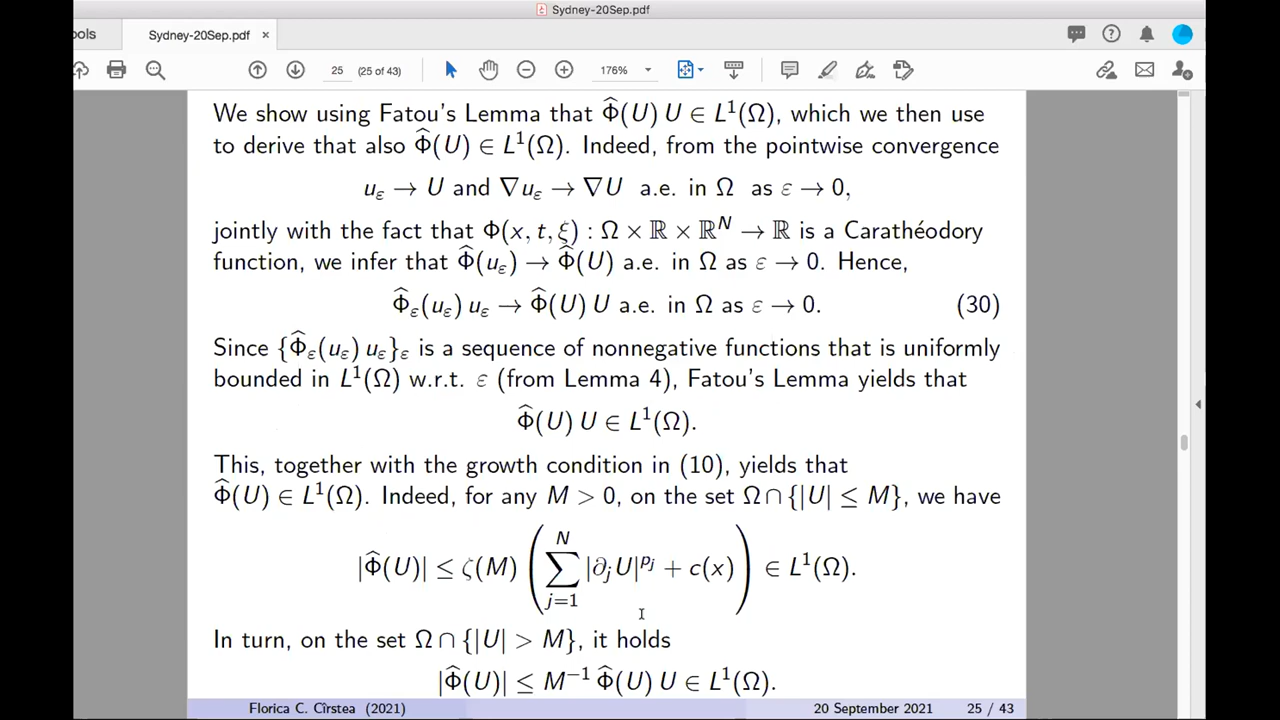 Sydney-20Sep.pdf
ools Sydney-20Sep.pdf ×
25 (25 of 43) 176%
We show using Fatou's Lemma that Φ̂(U) U ∈ L¹(Ω), which we then use
to derive that also Φ̂(U) ∈ L¹(Ω). Indeed, from the pointwise convergence
u_ε → U and ∇u_ε → ∇U a.e. in Ω as ε → 0,
jointly with the fact that Φ(x, t, ξ) : Ω × ℝ × ℝᴺ → ℝ is a Carathéodory
function, we infer that Φ̂(u_ε) → Φ̂(U) a.e. in Ω as ε → 0. Hence,
Φ̂_ε(u_ε) u_ε → Φ̂(U) U a.e. in Ω as ε → 0. (30)
Since {Φ̂_ε(u_ε) u_ε}_ε is a sequence of nonnegative functions that is uniformly
bounded in L¹(Ω) w.r.t. ε (from Lemma 4), Fatou's Lemma yields that
Φ̂(U) U ∈ L¹(Ω).
This, together with the growth condition in (10), yields that
Φ̂(U) ∈ L¹(Ω). Indeed, for any M > 0, on the set Ω ∩ {|U| ≤ M}, we have
|Φ̂(U)| ≤ ζ(M) ( ∑_{j=1}^{N} |∂_j U|^{p_j} + c(x) ) ∈ L¹(Ω).
In turn, on the set Ω ∩ {|U| > M}, it holds
|Φ̂(U)| ≤ M⁻¹ Φ̂(U) U ∈ L¹(Ω).
Florica C. Cîrstea (2021) 20 September 2021 25 / 43